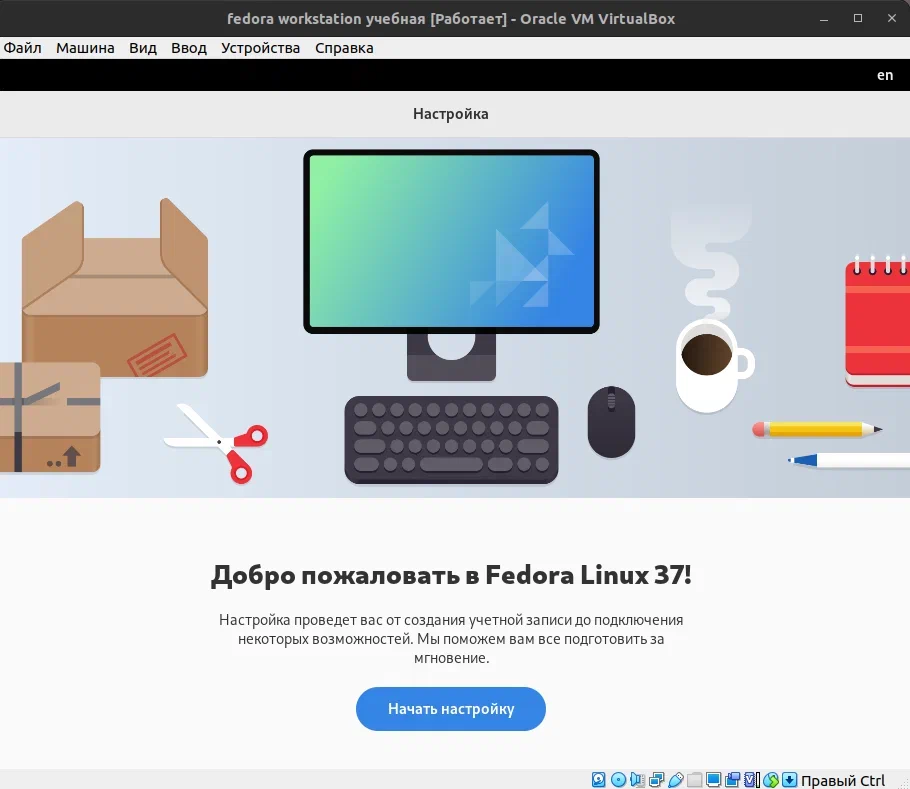 fedora workstation учебная [Работает] - Oracle VM VirtualBox
Файл Машина Вид Ввод Устройства Справка
en
Настройка
Добро пожаловать в Fedora Linux 37!
Настройка проведет вас от создания учетной записи до подключения
некоторых возможностей. Мы поможем вам все подготовить за
мгновение.
Начать настройку
Правый Ctrl